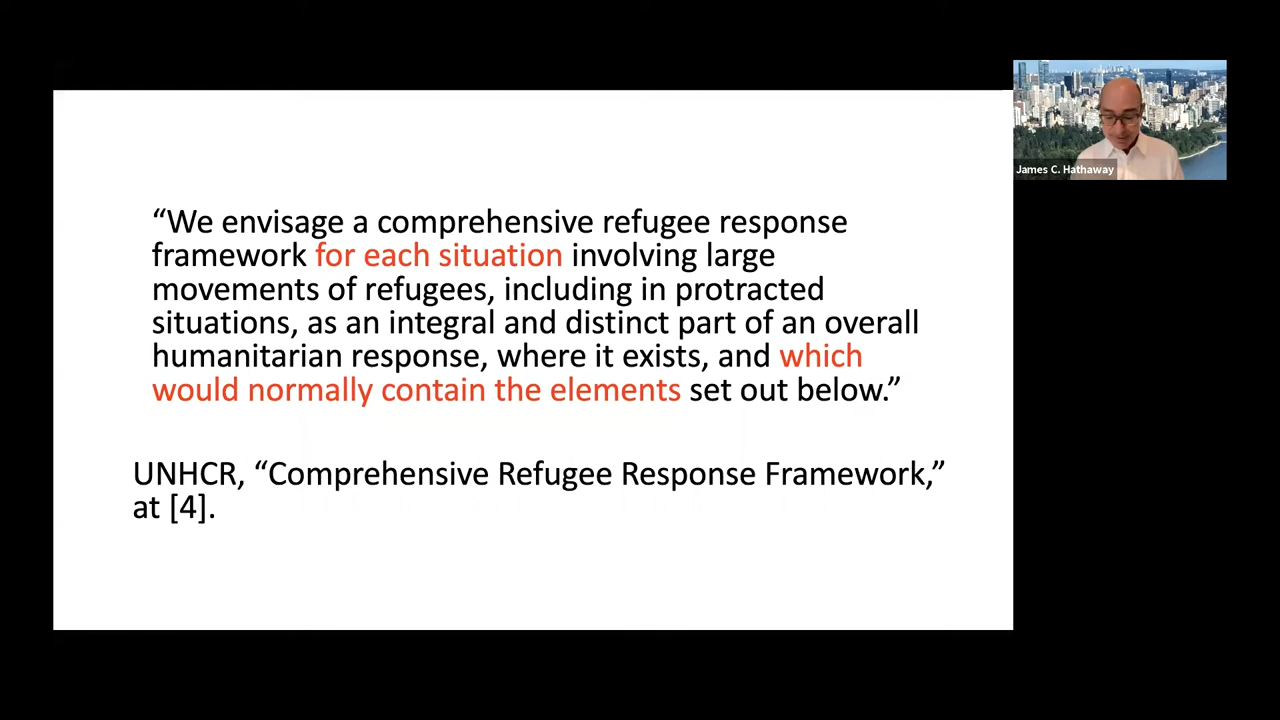 “We envisage a comprehensive refugee response
framework for each situation involving large
movements of refugees, including in protracted
situations, as an integral and distinct part of an overall
humanitarian response, where it exists, and which
would normally contain the elements set out below.”
UNHCR, “Comprehensive Refugee Response Framework,”
at [4].
James C. Hathaway